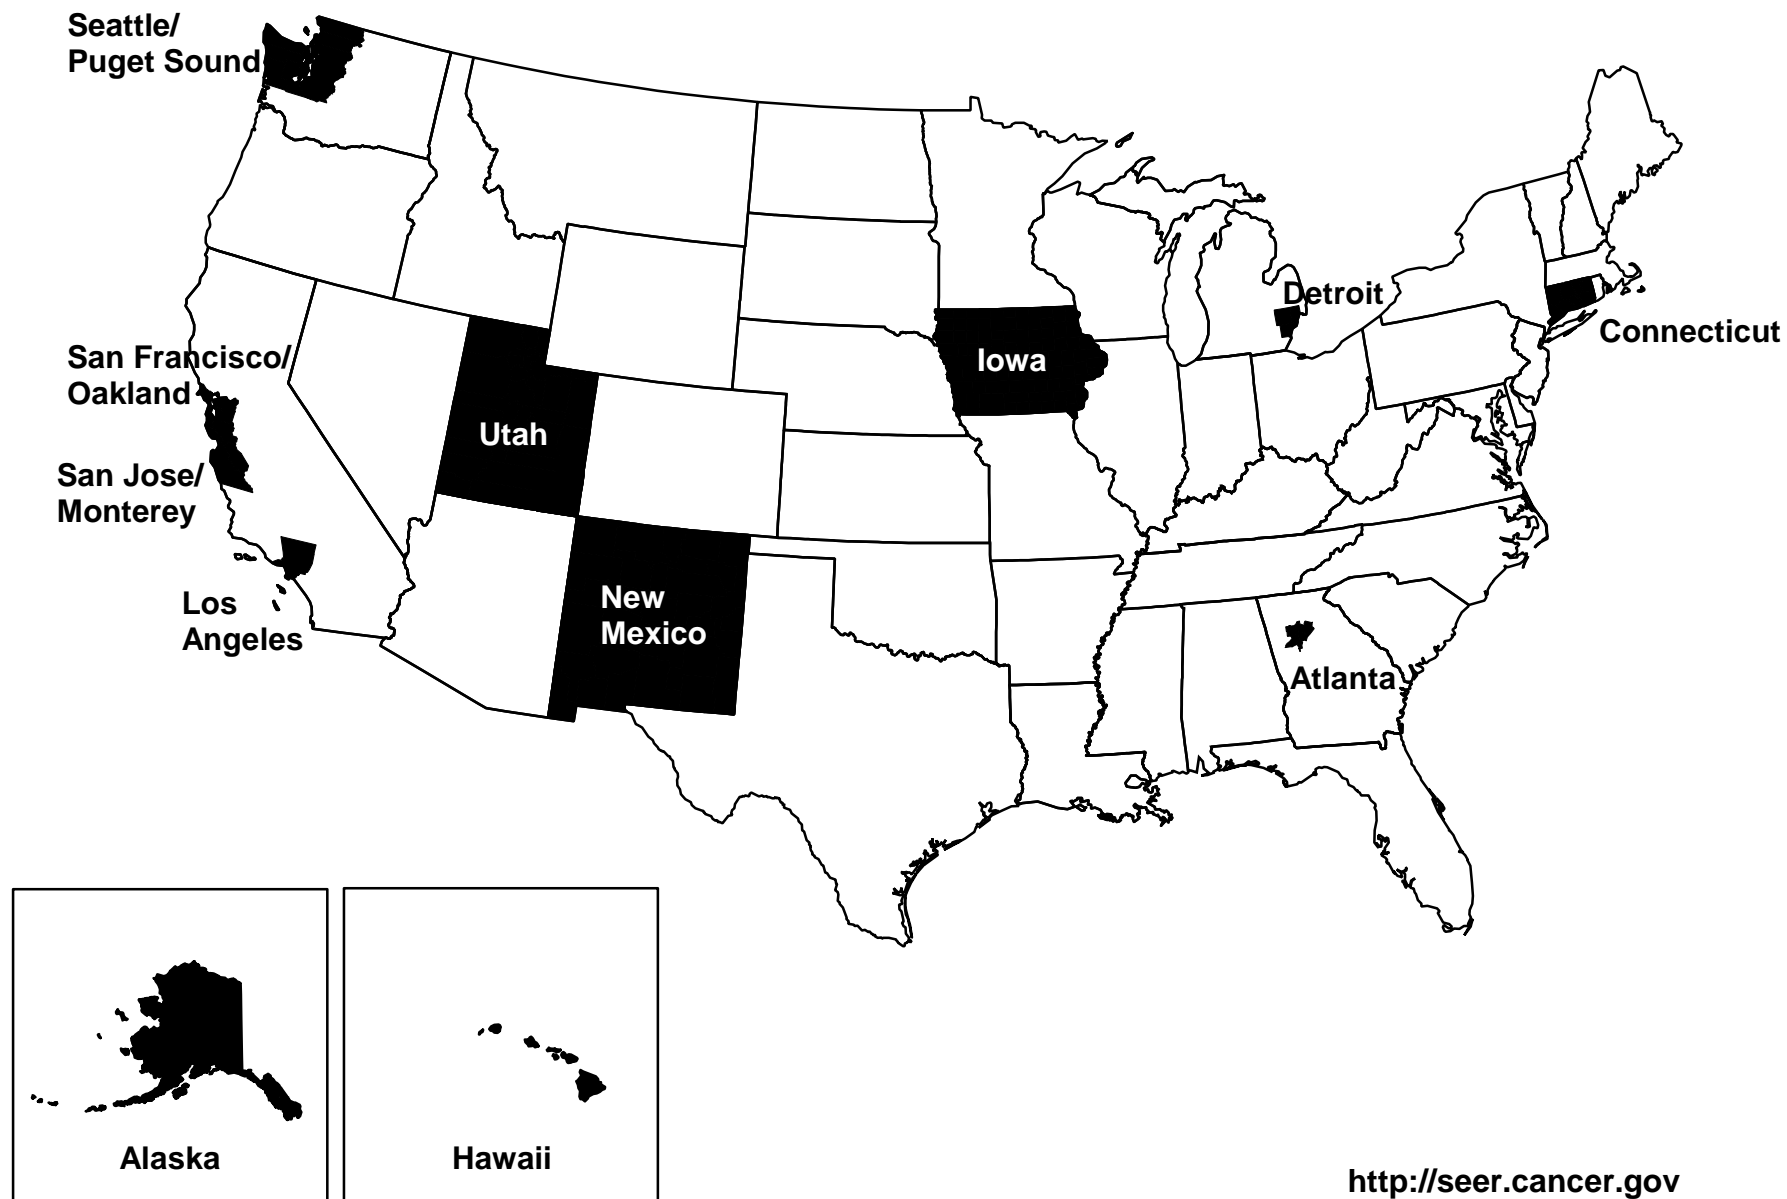 Seattle/
Puget Sound
Detroit
Connecticut
San Francisco/
Oakland
Iowa
Utah
San Jose/
Monterey
New
Mexico
Los
Angeles
Atlanta
Alaska
Hawaii
http://seer.cancer.gov